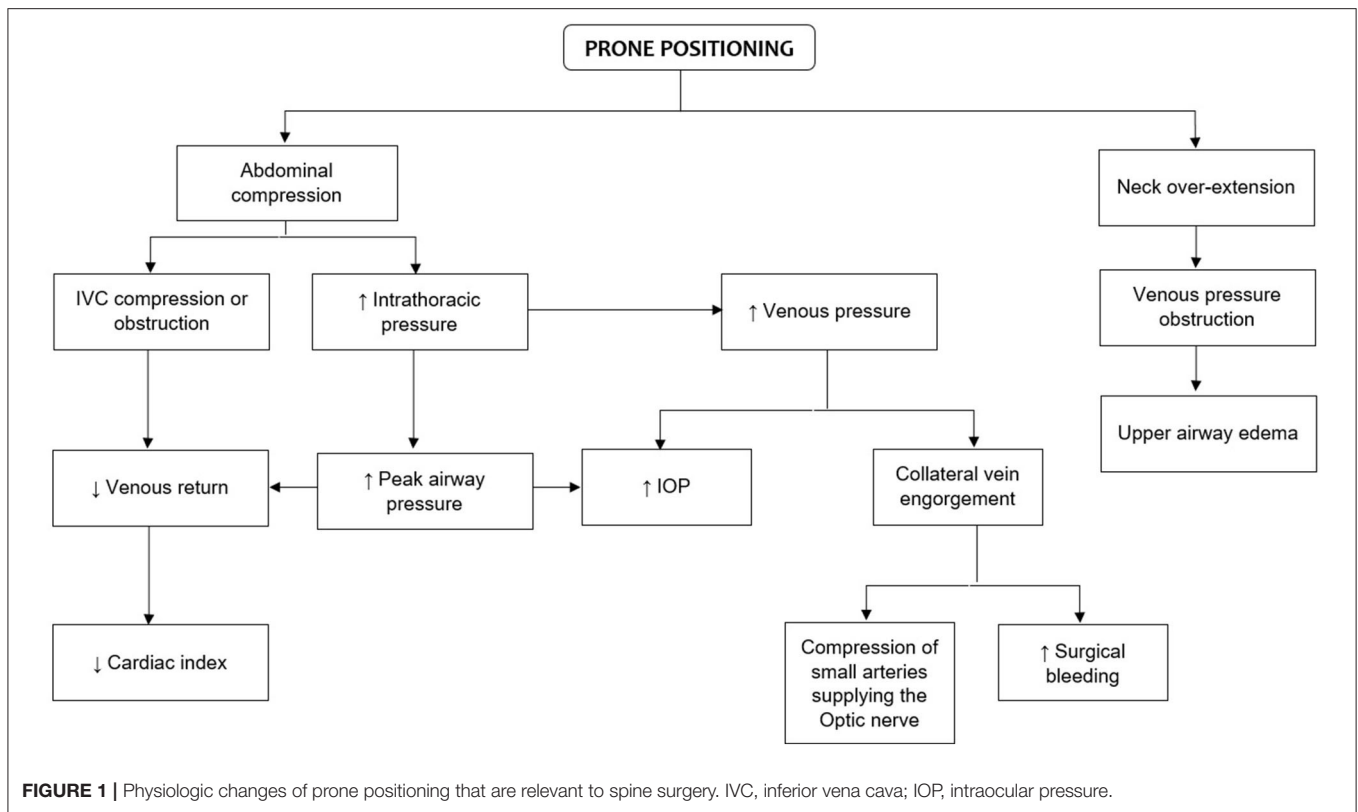 PRONE POSITIONING
Abdominal
compression
Neck over-extension
IVC compression or
obstruction
↑ Intrathoracic
pressure
↑ Venous pressure
Venous pressure
obstruction
Upper airway edema
↓ Venous return
↑ Peak airway
pressure
↑ IOP
Collateral vein
engorgement
↓ Cardiac index
Compression of
small arteries
supplying the
Optic nerve
↑ Surgical
bleeding
FIGURE 1 | Physiologic changes of prone positioning that are relevant to spine surgery. IVC, inferior vena cava; IOP, intraocular pressure.